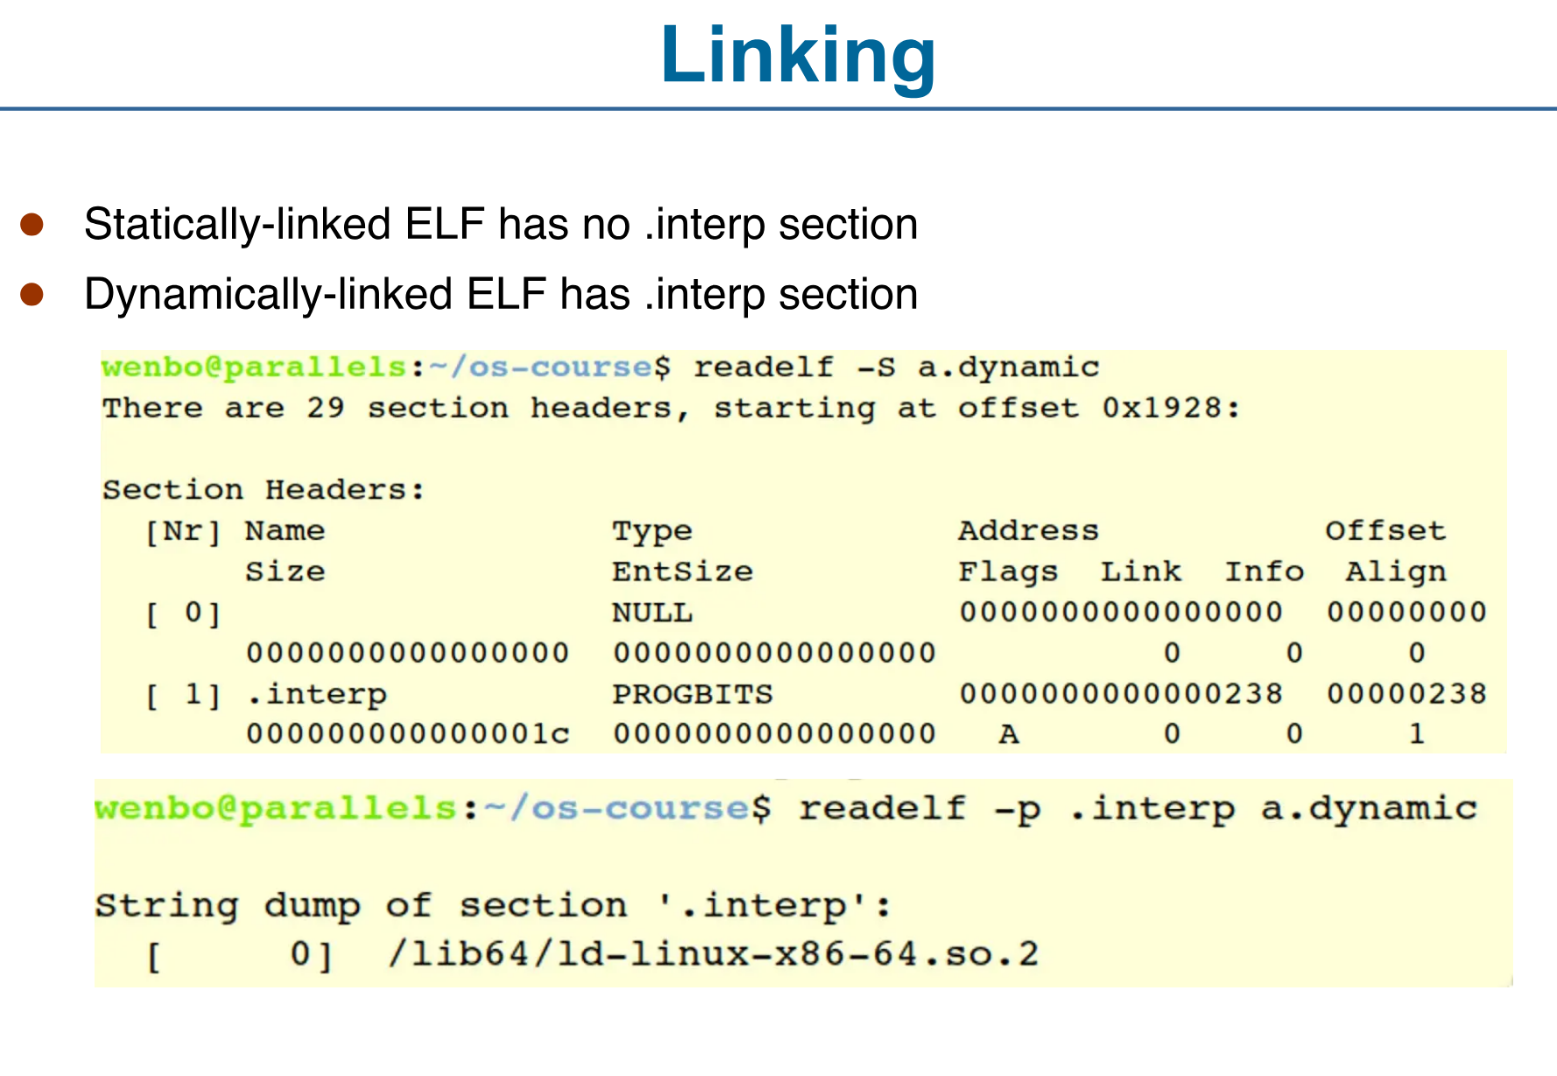 Linking
Statically-linked ELF has no .interp section
Dynamically-linked ELF has .interp section
wenbo@parallels:~/os-course$ readelf -S a.dynamic
There are 29 section headers, starting at offset 0x1928:
Section Headers:
[Nr] Name Type Address Offset
Size EntSize Flags Link Info Align
[ 0] NULL 0000000000000000 00000000
0000000000000000 0000000000000000 0 0 0
[ 1] .interp PROGBITS 0000000000000238 00000238
000000000000001c 0000000000000000 A 0 0 1
wenbo@parallels:~/os-course$ readelf -p .interp a.dynamic
String dump of section '.interp':
[ 0] /lib64/ld-linux-x86-64.so.2